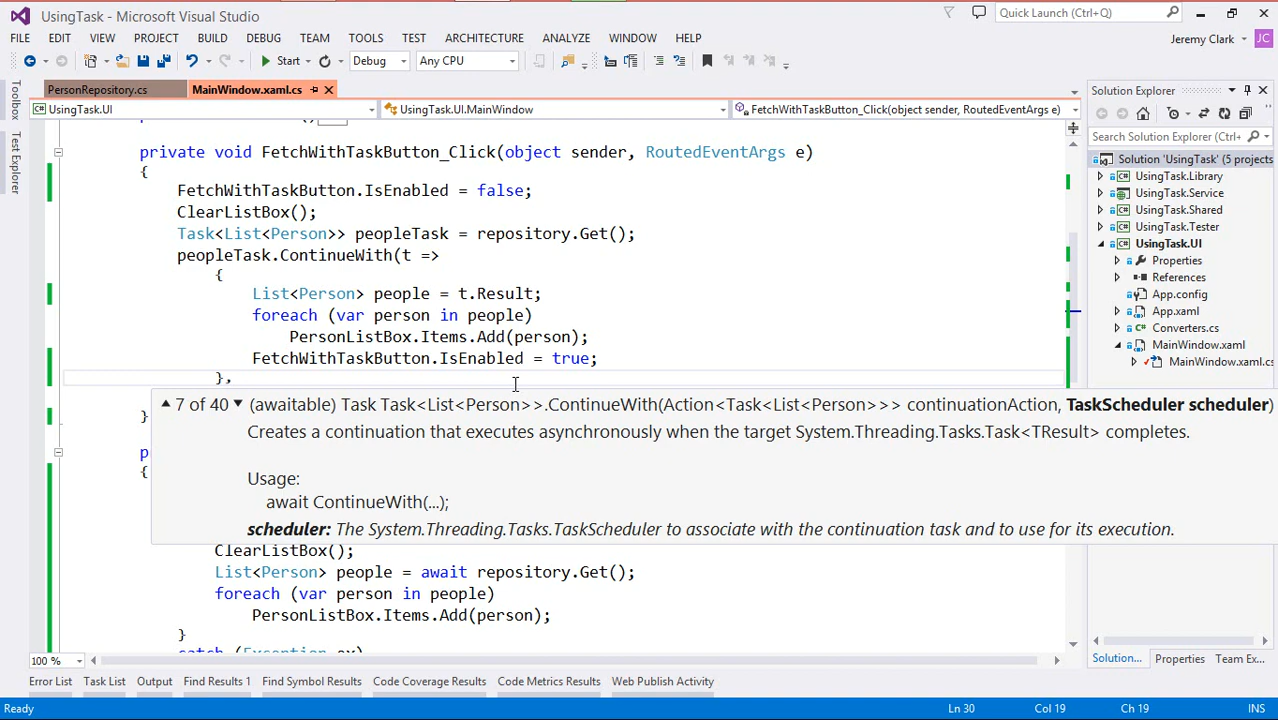 UsingTask - Microsoft Visual Studio
Quick Launch (Ctrl+Q)
FILE EDIT VIEW PROJECT BUILD DEBUG TEAM TOOLS TEST ARCHITECTURE ANALYZE WINDOW HELP
Jeremy Clark JC
Start Debug Any CPU
Toolbox
Test Explorer
PersonRepository.cs MainWindow.xaml.cs
UsingTask.UI UsingTask.UI.MainWindow FetchWithTaskButton_Click(object sender, RoutedEventArgs e)
private void FetchWithTaskButton_Click(object sender, RoutedEventArgs e)
{
FetchWithTaskButton.IsEnabled = false;
ClearListBox();
Task<List<Person>> peopleTask = repository.Get();
peopleTask.ContinueWith(t =>
{
List<Person> people = t.Result;
foreach (var person in people)
PersonListBox.Items.Add(person);
FetchWithTaskButton.IsEnabled = true;
},
7 of 40 (awaitable) Task Task<List<Person>>.ContinueWith(Action<Task<List<Person>>> continuationAction, TaskScheduler scheduler)
Creates a continuation that executes asynchronously when the target System.Threading.Tasks.Task<TResult> completes.
Usage:
await ContinueWith(...);
scheduler: The System.Threading.Tasks.TaskScheduler to associate with the continuation task and to use for its execution.
}
p
{
ClearListBox();
List<Person> people = await repository.Get();
foreach (var person in people)
PersonListBox.Items.Add(person);
}
catch (Exception ex)
100 %
Solution Explorer
Search Solution Explorer (Ctrl+
Solution 'UsingTask' (5 projects
UsingTask.Library
UsingTask.Service
UsingTask.Shared
UsingTask.Tester
UsingTask.UI
Properties
References
App.config
App.xaml
Converters.cs
MainWindow.xaml
MainWindow.xaml.cs
Solution... Properties Team Ex...
Error List Task List Output Find Results 1 Find Symbol Results Code Coverage Results Code Metrics Results Web Publish Activity
Ready Ln 30 Col 19 Ch 19 INS